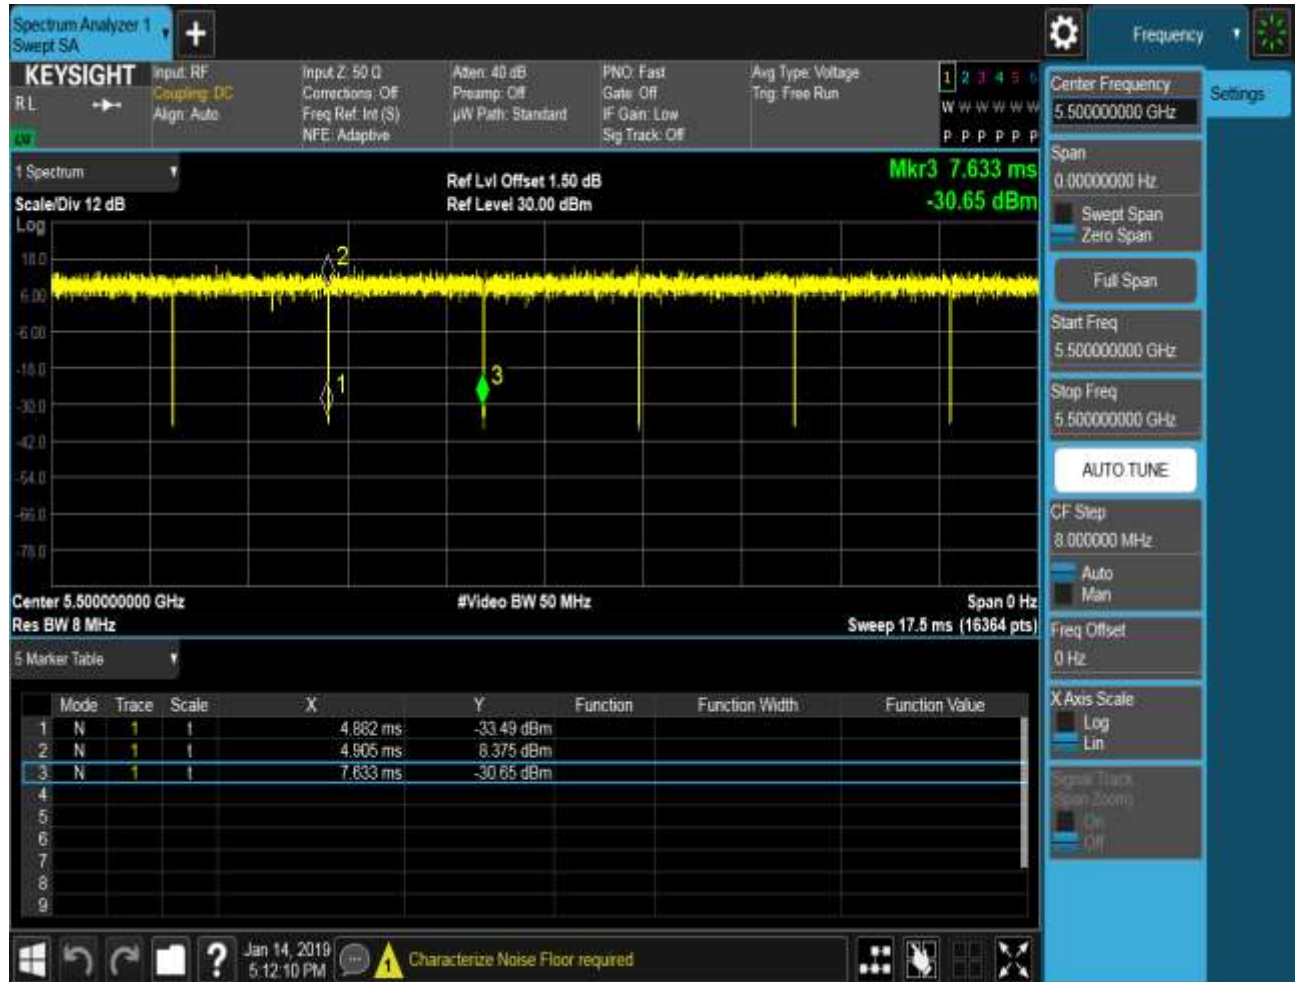 Spectrum Analyzer 1
Swept SA
Frequency
KEYSIGHT
RL
Input: RF
Coupling: DC
Align: Auto
Input Z: 50 Ω
Corrections: Off
Freq Ref: Int (S)
NFE: Adaptive
Atten: 40 dB
Preamp: Off
µW Path: Standard
PNO: Fast
Gate: Off
IF Gain: Low
Sig Track: Off
Avg Type: Voltage
Trig: Free Run
1 2 3 4 5 6
W W W W W W
P P P P P P
1 Spectrum
Scale/Div 12 dB
Ref Lvl Offset 1.50 dB
Ref Level 30.00 dBm
Mkr3 7.633 ms
-30.65 dBm
Log
18.0
6.00
-6.00
-18.0
-30.0
-42.0
-54.0
-66.0
-78.0
2
1
3
Center 5.500000000 GHz
#Video BW 50 MHz
Span 0 Hz
Res BW 8 MHz
Sweep 17.5 ms (16364 pts)
5 Marker Table
Mode Trace Scale X Y Function Function Width Function Value
1 N 1 t 4.882 ms -33.49 dBm
2 N 1 t 4.905 ms 8.375 dBm
3 N 1 t 7.633 ms -30.65 dBm
4
5
6
7
8
9
Jan 14, 2019
5:12:10 PM
1
Characterize Noise Floor required
Center Frequency
5.500000000 GHz
Settings
Span
0.00000000 Hz
Swept Span
Zero Span
Full Span
Start Freq
5.500000000 GHz
Stop Freq
5.500000000 GHz
AUTO TUNE
CF Step
8.000000 MHz
Auto
Man
Freq Offset
0 Hz
X Axis Scale
Log
Lin
Signal Track
(Span Zoom)
On
Off